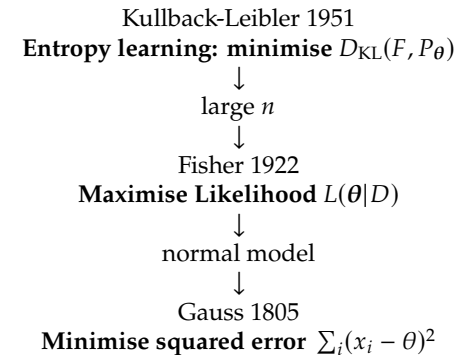 Kullback-Leibler 1951
Entropy learning: minimise D_KL(F, P_θ)
↓
large n
↓
Fisher 1922
Maximise Likelihood L(θ|D)
↓
normal model
↓
Gauss 1805
Minimise squared error ∑_i(x_i − θ)²